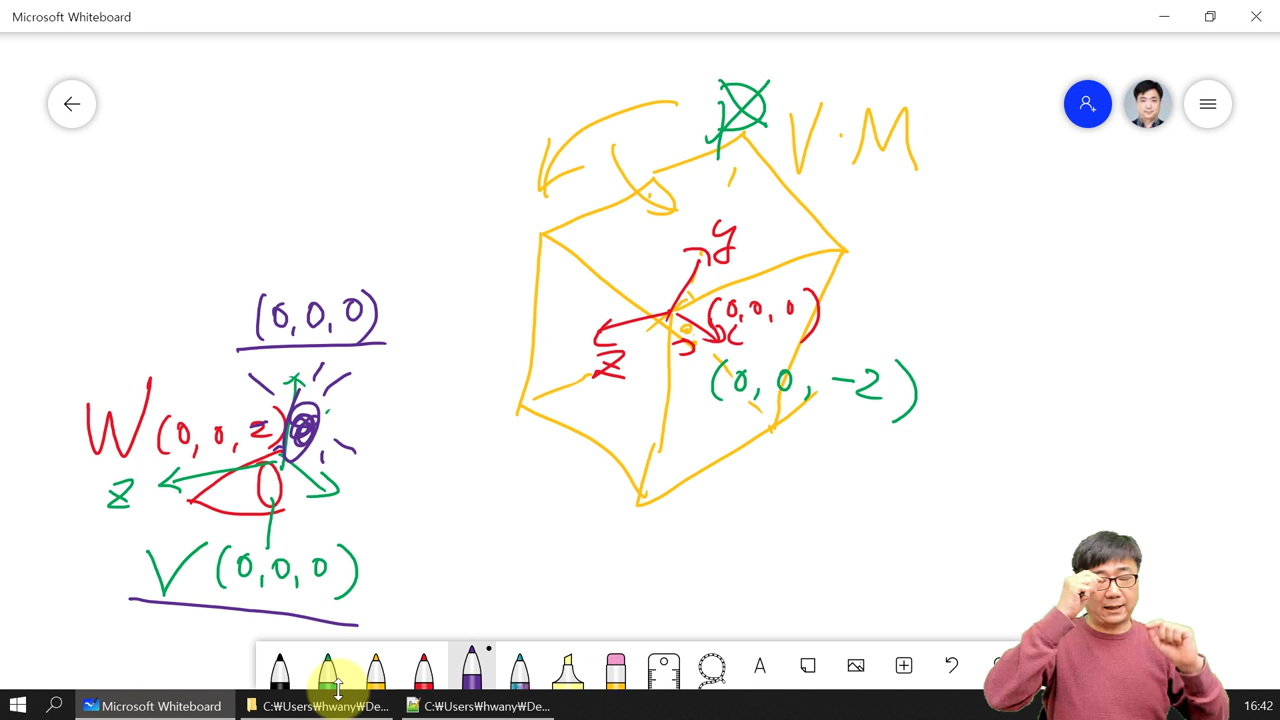 Microsoft Whiteboard
V · M
y
(0,0,0)
x
z
(0,0,-2)
(0,0,0)
W(0,0,2)
z
V(0,0,0)
A
Microsoft Whiteboard
C:₩Users₩hwany₩De...
C:₩Users₩hwany₩De...
16:42